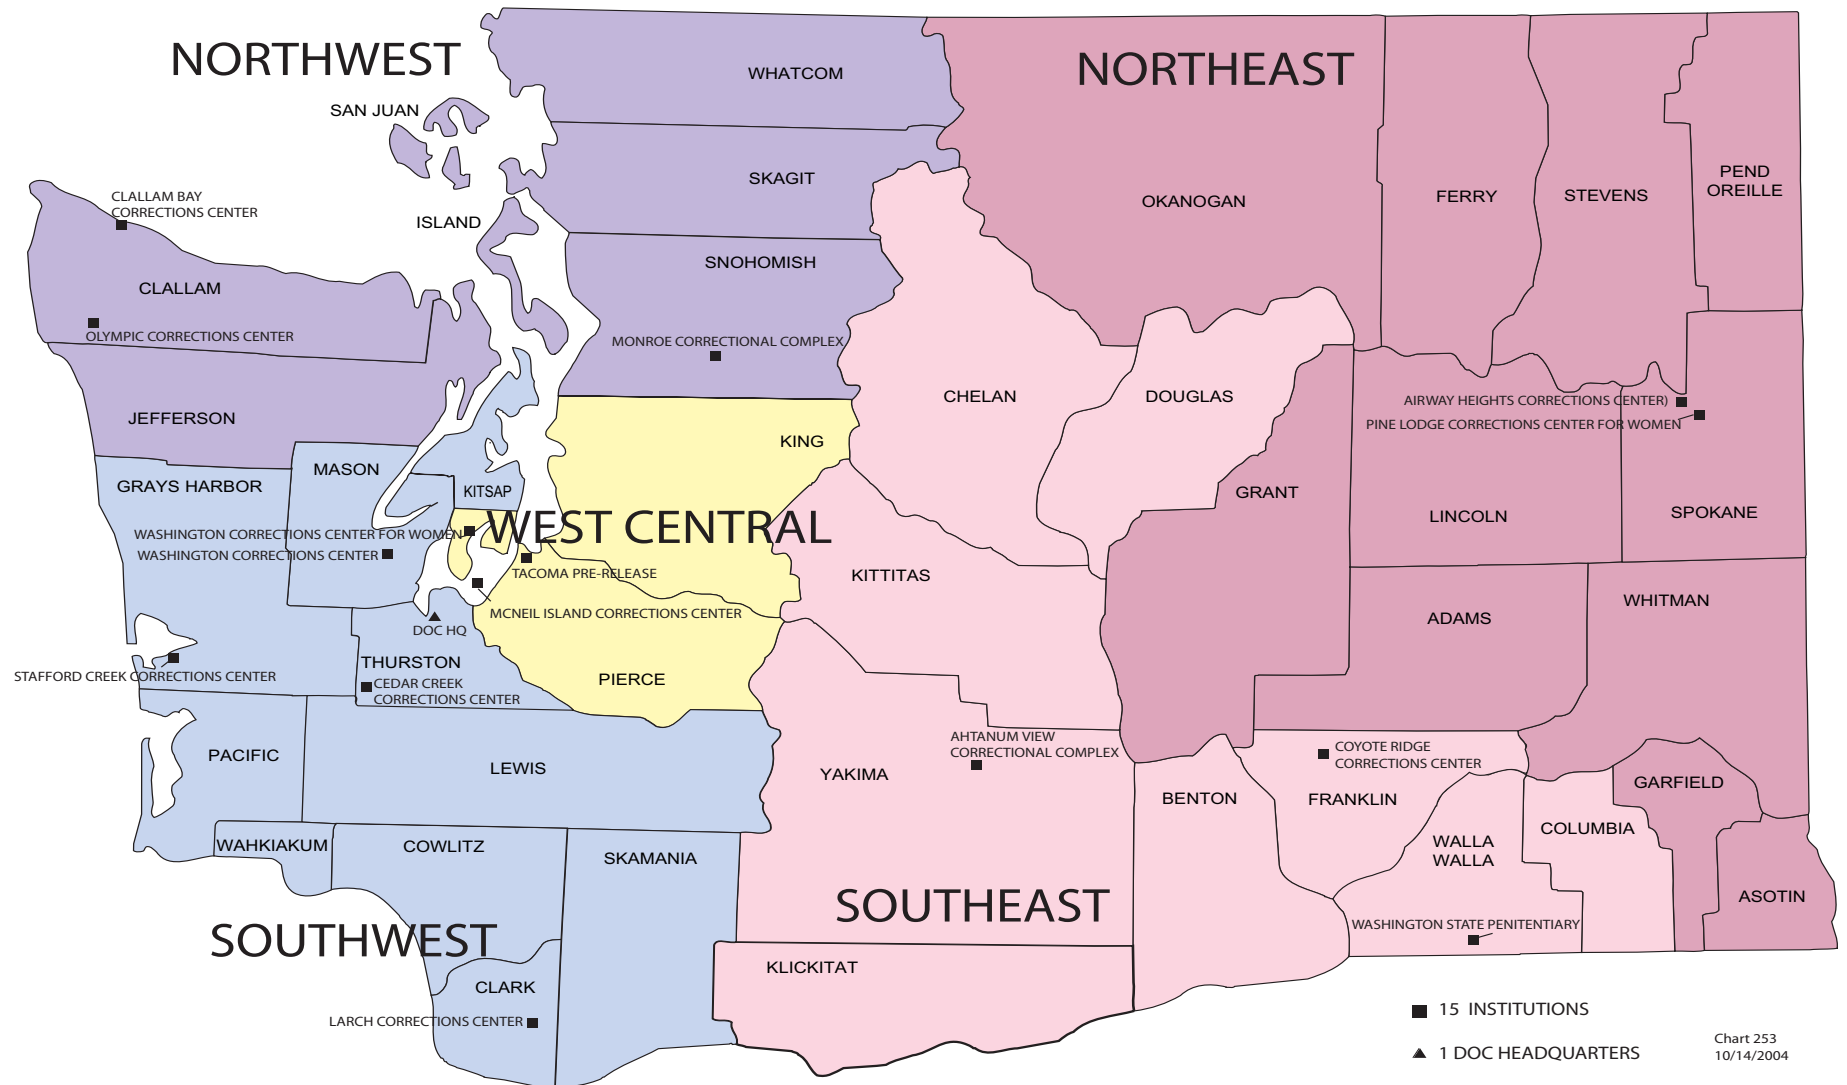 NORTHWEST
NORTHEAST
WHATCOM
SAN JUAN
SKAGIT
PEND
OREILLE
OKANOGAN
FERRY
STEVENS
CLALLAM BAY
CORRECTIONS CENTER
ISLAND
SNOHOMISH
CLALLAM
OLYMPIC CORRECTIONS CENTER
MONROE CORRECTIONAL COMPLEX
CHELAN
DOUGLAS
AIRWAY HEIGHTS CORRECTIONS CENTER)
PINE LODGE CORRECTIONS CENTER FOR WOMEN
JEFFERSON
KING
MASON
GRAYS HARBOR
KITSAP
GRANT
LINCOLN
SPOKANE
WEST CENTRAL
WASHINGTON CORRECTIONS CENTER FOR WOMEN
WASHINGTON CORRECTIONS CENTER
TACOMA PRE-RELEASE
KITTITAS
MCNEIL ISLAND CORRECTIONS CENTER
WHITMAN
ADAMS
DOC HQ
THURSTON
STAFFORD CREEK CORRECTIONS CENTER
CEDAR CREEK
CORRECTIONS CENTER
PIERCE
AHTANUM VIEW
CORRECTIONAL COMPLEX
COYOTE RIDGE
CORRECTIONS CENTER
PACIFIC
LEWIS
YAKIMA
BENTON
FRANKLIN
GARFIELD
COLUMBIA
WAHKIAKUM
COWLITZ
SKAMANIA
WALLA
WALLA
ASOTIN
SOUTHEAST
SOUTHWEST
WASHINGTON STATE PENITENTIARY
KLICKITAT
CLARK
LARCH CORRECTIONS CENTER
15 INSTITUTIONS
1 DOC HEADQUARTERS
Chart 253
10/14/2004